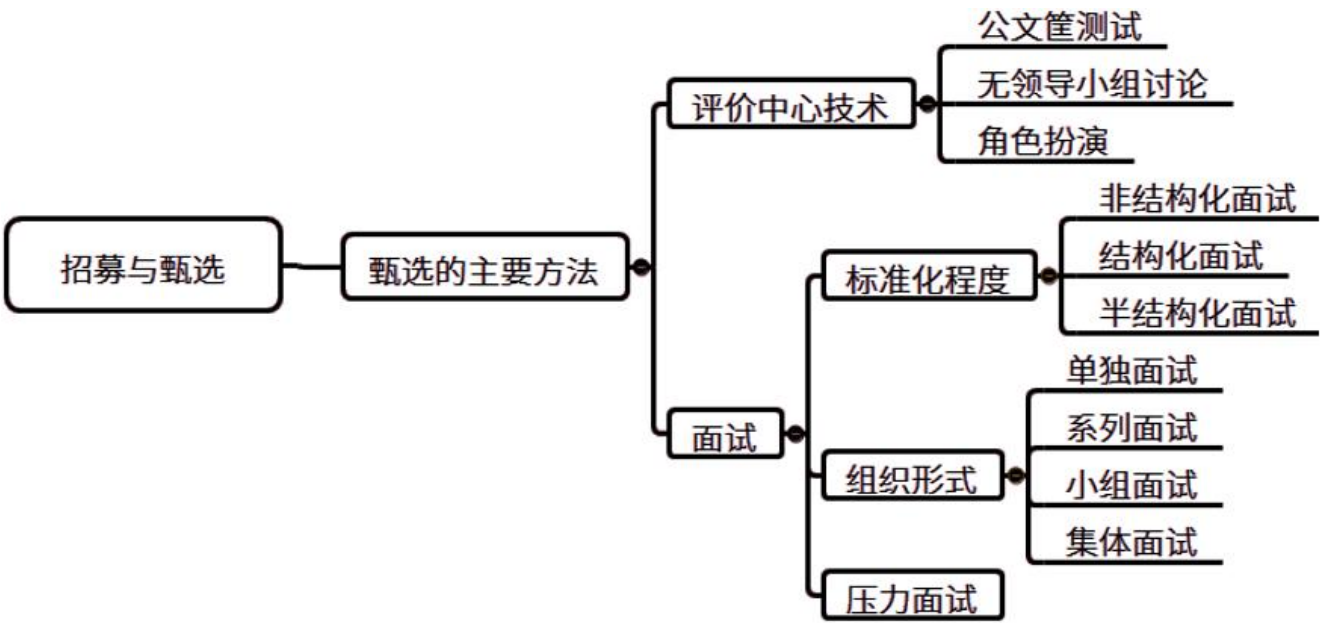 招募与甄选
甄选的主要方法
评价中心技术
公文筐测试
无领导小组讨论
角色扮演
面试
标准化程度
非结构化面试
结构化面试
半结构化面试
组织形式
单独面试
系列面试
小组面试
集体面试
压力面试